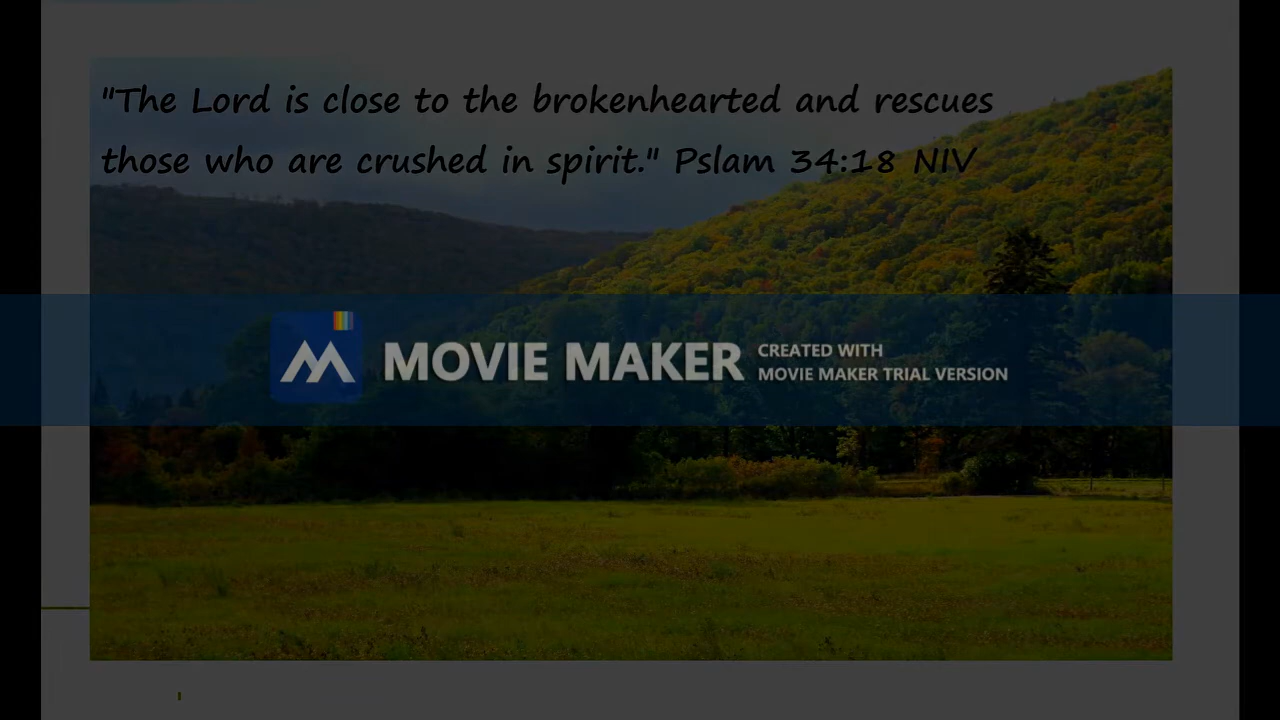 "The Lord is close to the brokenhearted and rescues
those who are crushed in spirit." Pslam 34:18 NIV
MOVIE MAKER
CREATED WITH
MOVIE MAKER TRIAL VERSION